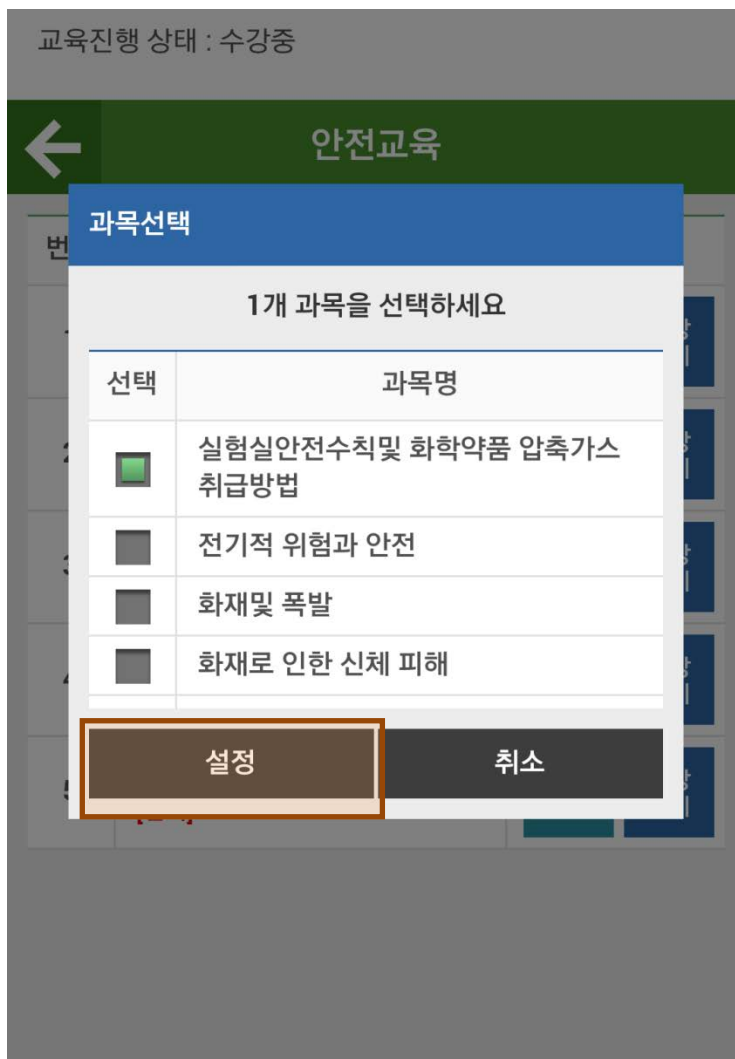 교육진행 상태 : 수강중
안전교육
과목선택
번
1개 과목을 선택하세요
선택 과목명
실험실안전수칙및 화학약품 압축가스
취급방법
전기적 위험과 안전
화재및 폭발
화재로 인한 신체 피해
설정 취소